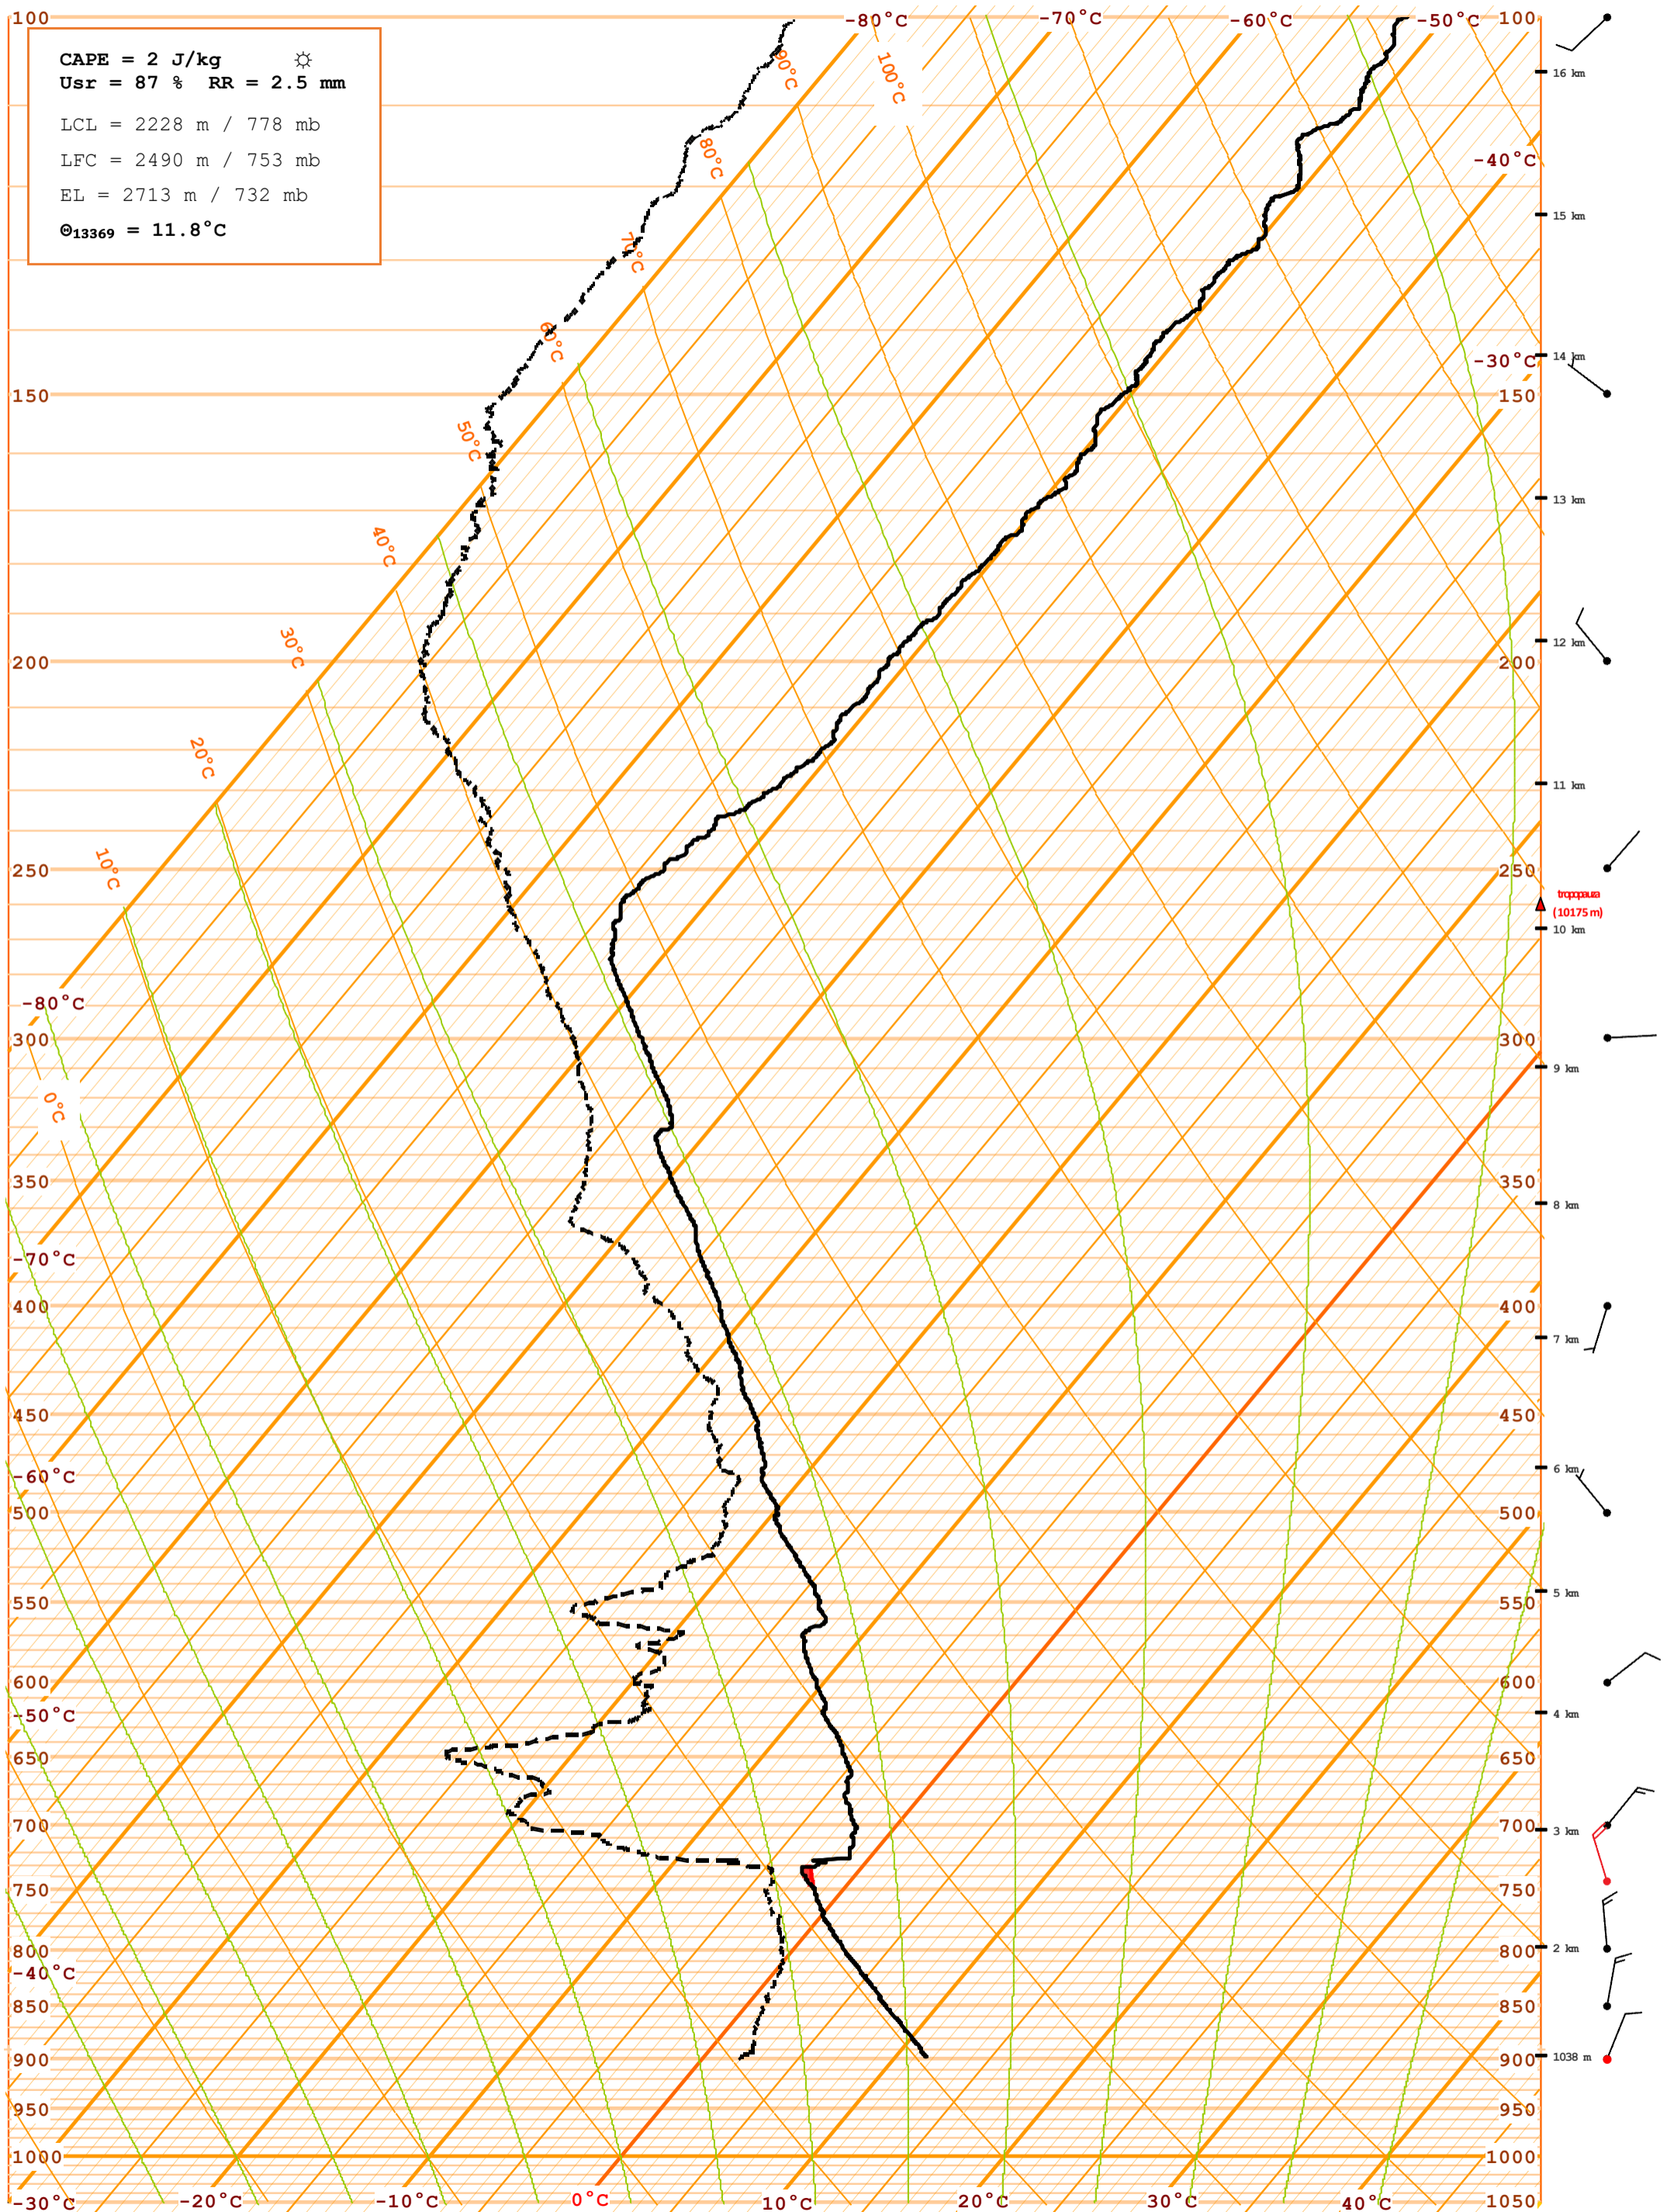 100 -80°C -70°C -60°C -50°C 100
CAPE = 2 J/kg ☼
Usr = 87 % RR = 2.5 mm
LCL = 2228 m / 778 mb
LFC = 2490 m / 753 mb
EL = 2713 m / 732 mb
Θ13369 = 11.8°C
90°C 100°C
16 km
80°C
-40°C
15 km
70°C
60°C
14 km
-30°C
150 150
50°C
13 km
40°C
30°C
12 km
200 200
20°C
11 km
10°C
250 250
tropopauza
(10175 m)
10 km
-80°C
300 300
9 km
0°C
350 350
8 km
-70°C
400 400
7 km
450 450
6 km
-60°C
500 500
5 km
550 550
600 600
-50°C
4 km
650 650
700 700
3 km
750 750
800 800
2 km
-40°C
850 850
900 900
1038 m
950 950
1000 1000
-30°C -20°C -10°C 0°C 10°C 20°C 30°C 40°C 1050